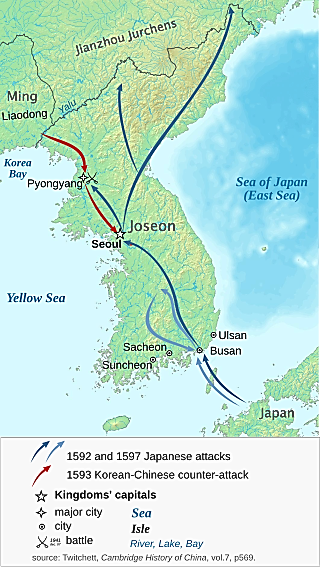 Jianzhou Jurchens
Ming
Liaodong
Yalu
Korea
Bay
Pyongyang
Sea of Japan
(East Sea)
Joseon
Seoul
Yellow Sea
Ulsan
Sacheon
Busan
Suncheon
Japan
1592 and 1597 Japanese attacks
1593 Korean-Chinese counter-attack
Kingdoms' capitals
major city
Sea
city
Isle
battle
River, Lake, Bay
source: Twitchett, Cambridge History of China, vol.7, p569.